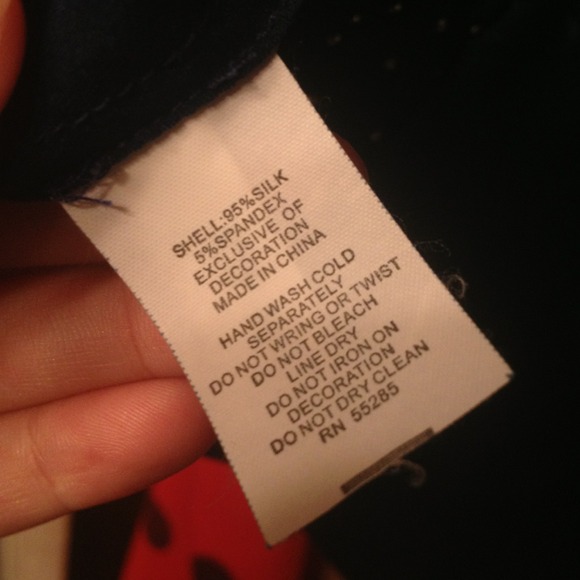 SHELL:95%SILK
5%SPANDEX
EXCLUSIVE OF
DECORATION
MADE IN CHINA
HAND WASH COLD
SEPARATELY
DO NOT WRING OR TWIST
DO NOT BLEACH
LINE DRY
DO NOT IRON ON
DECORATION
DO NOT DRY CLEAN
RN 55285